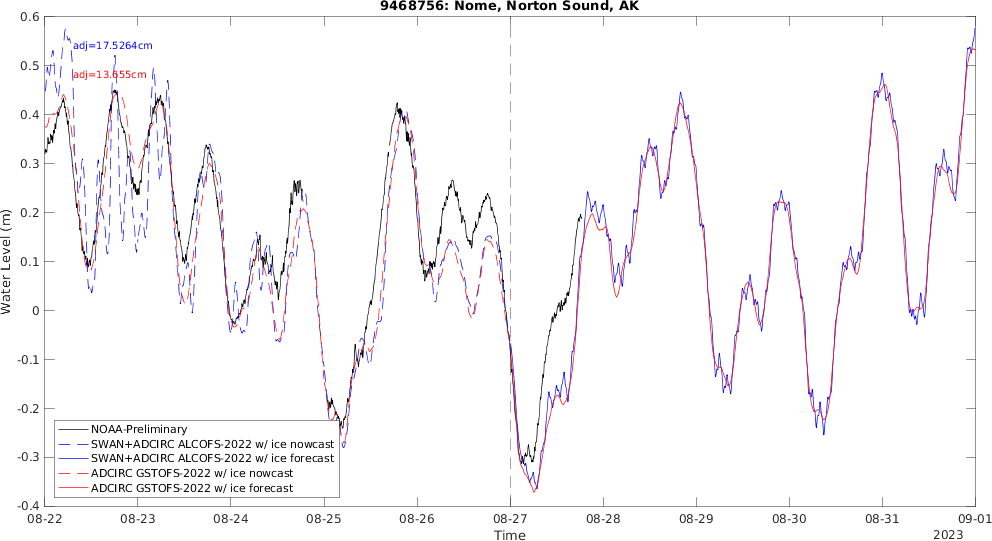 9468756: Nome, Norton Sound, AK
0.6
adj=17.5264cm
adj=13.655cm
0.5
0.4
0.3
0.2
0.1
0
-0.1
-0.2
-0.3
-0.4
Water Level (m)
NOAA-Preliminary
SWAN+ADCIRC ALCOFS-2022 w/ ice nowcast
SWAN+ADCIRC ALCOFS-2022 w/ ice forecast
ADCIRC GSTOFS-2022 w/ ice nowcast
ADCIRC GSTOFS-2022 w/ ice forecast
08-22 08-23 08-24 08-25 08-26 08-27 08-28 08-29 08-30 08-31 09-01
Time
2023